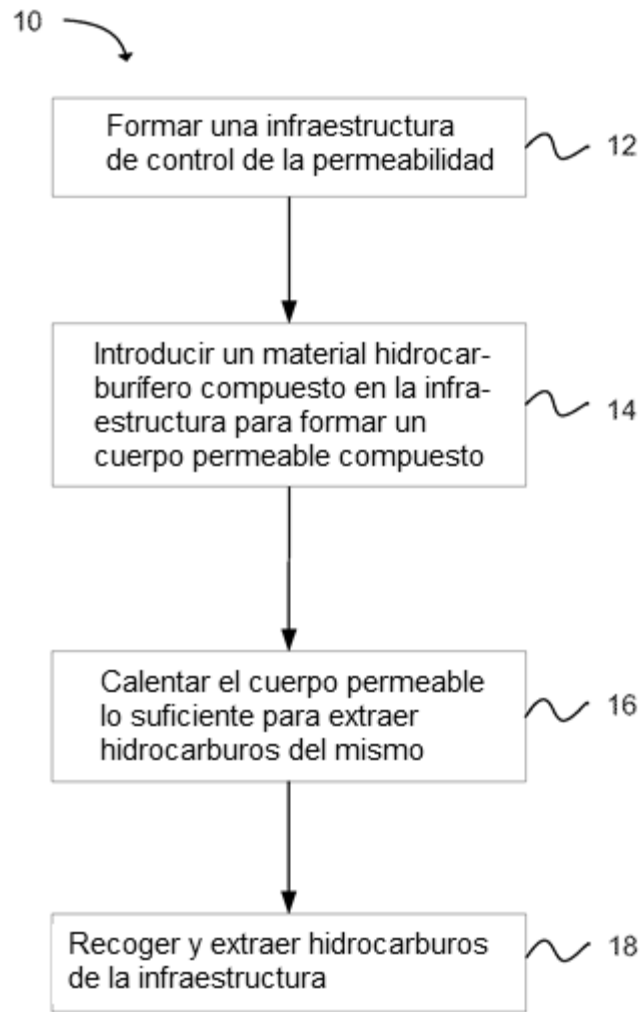 10
Formar una infraestructura
de control de la permeabilidad
12
Introducir un material hidrocar-
burífero compuesto en la infra-
estructura para formar un
cuerpo permeable compuesto
14
Calentar el cuerpo permeable
lo suficiente para extraer
hidrocarburos del mismo
16
Recoger y extraer hidrocarburos
de la infraestructura
18